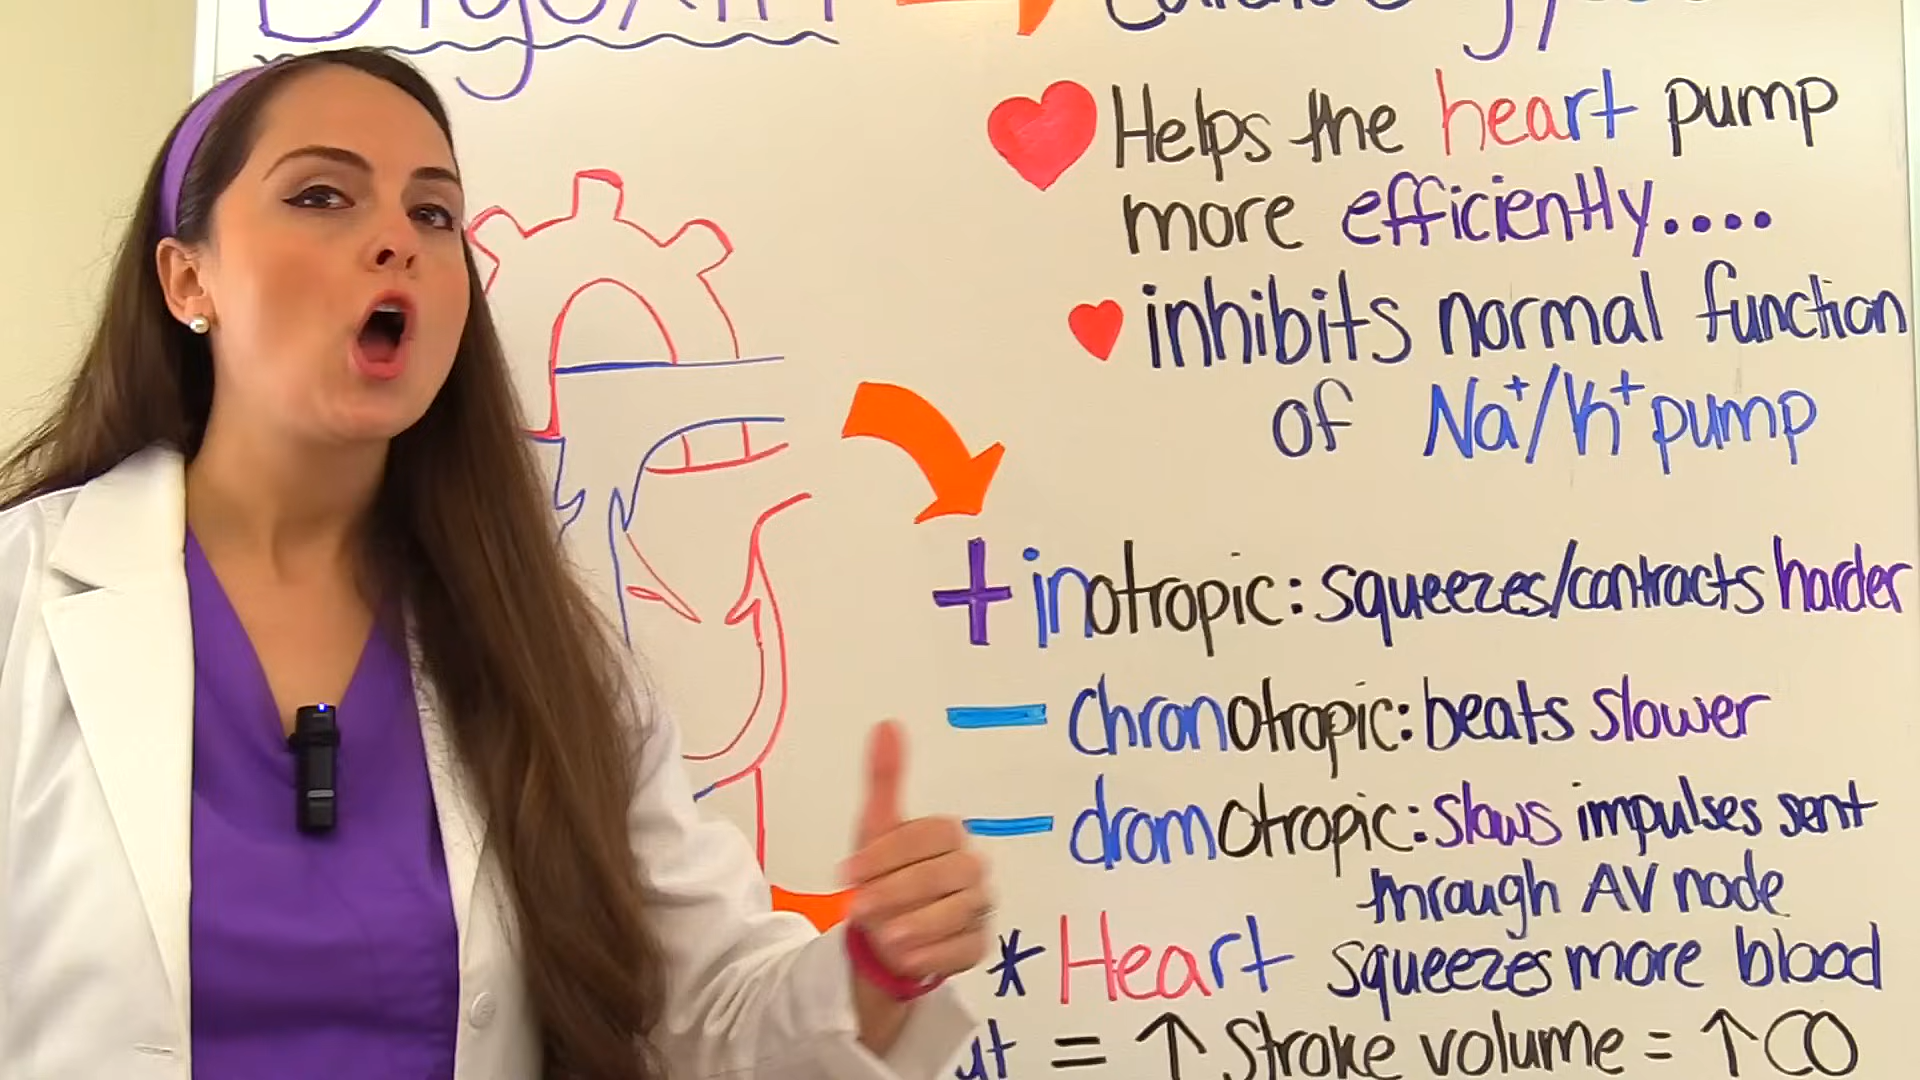 Digoxin
Helps the heart pump
more efficiently....
inhibits normal function
of Na+/K+ pump
+ inotropic: squeezes/contracts harder
– chronotropic: beats slower
– dromotropic: slows impulses sent
through AV node
* Heart squeezes more blood
= ↑ Stroke volume = ↑ CO